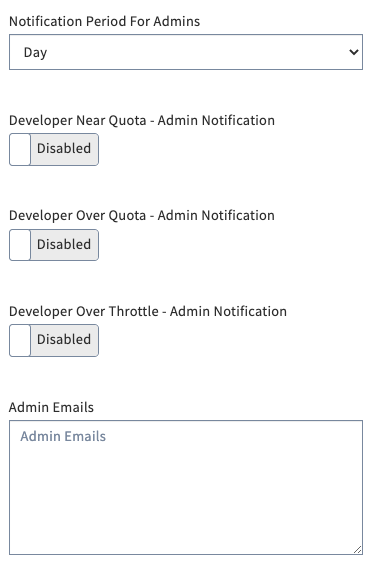 Notification Period For Admins
Day
Developer Near Quota - Admin Notification
Disabled
Developer Over Quota - Admin Notification
Disabled
Developer Over Throttle - Admin Notification
Disabled
Admin Emails
Admin Emails